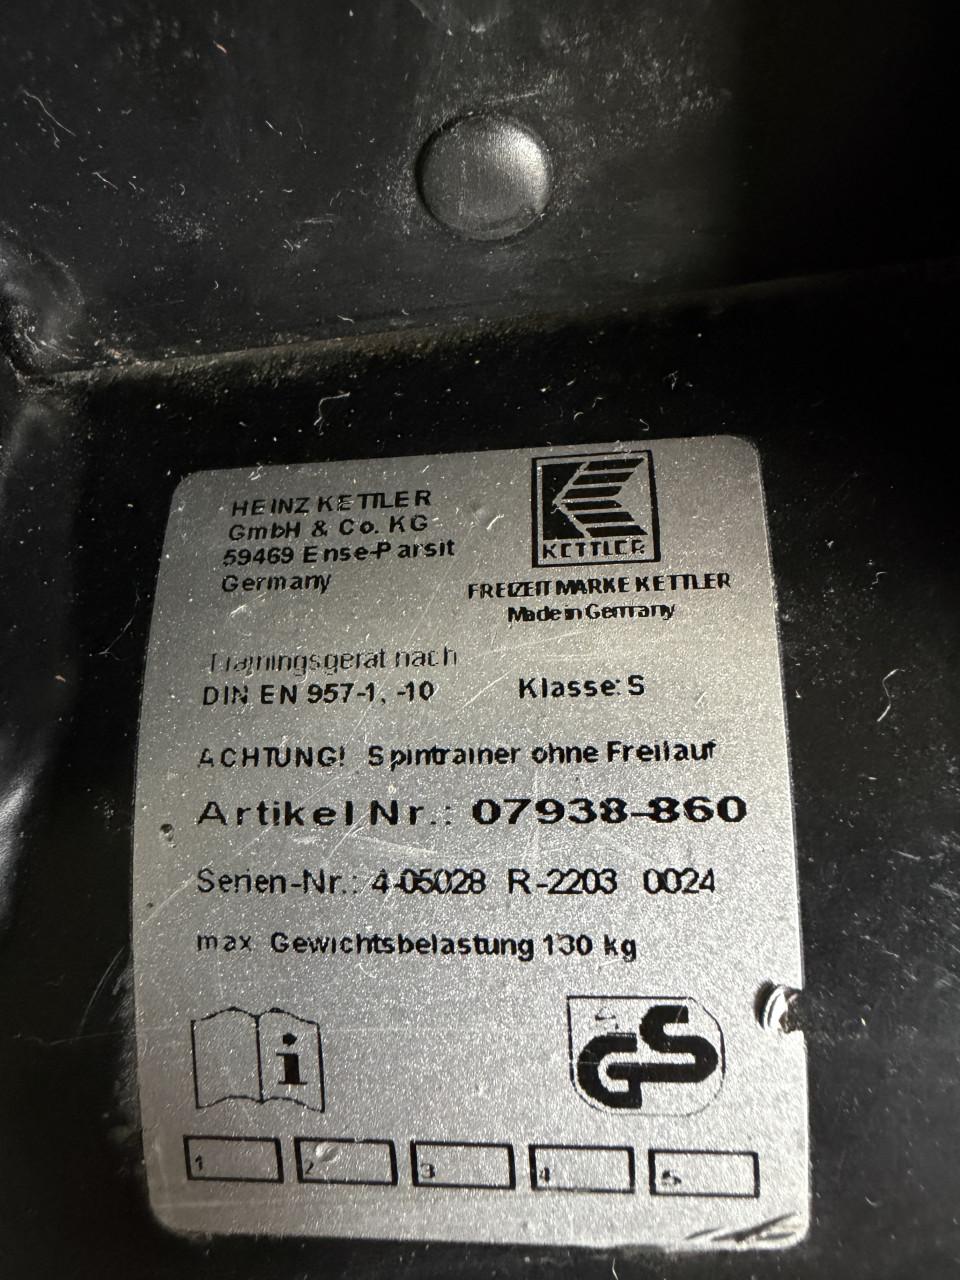 HEINZ KETTLER
GmbH & Co. KG
59469 Ense-Parsit
Germany
KETTLER
FREIZEIT MARKE KETTLER
Made in Germany
Trainingsgerät nach
DIN EN 957-1, -10 Klasse: S
ACHTUNG! Spintrainer ohne Freilauf
Artikel Nr.: 07938-860
Serien-Nr.: 4-05028 R-2203 0024
max Gewichtsbelastung 130 kg
i
GS
1 2 3 4 5